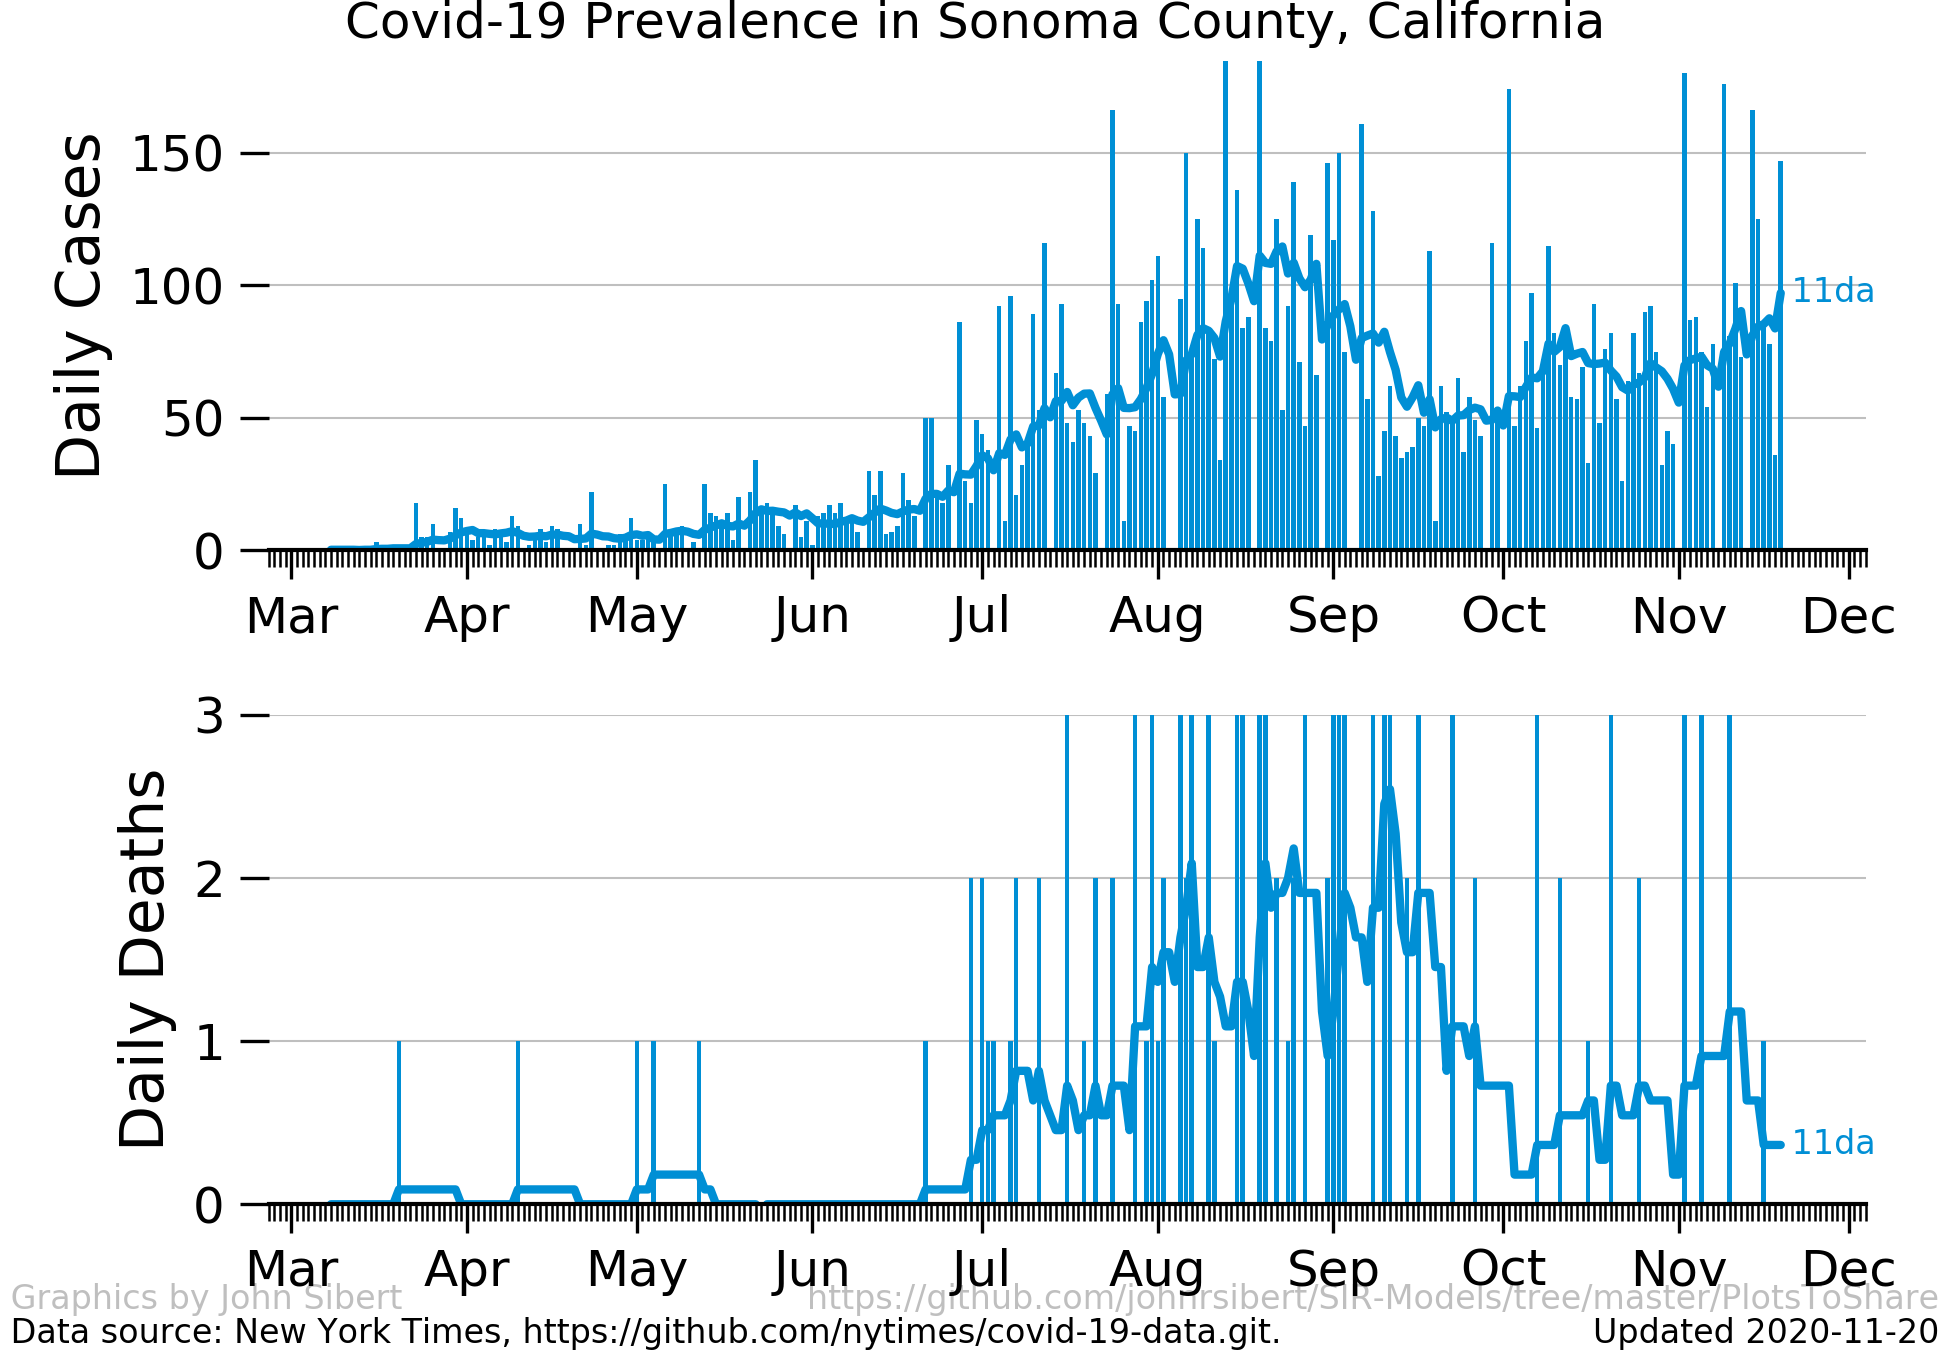 Covid-19 Prevalence in Sonoma County, California
Daily Cases
150
100
50
0
11da
Mar Apr May Jun Jul Aug Sep Oct Nov Dec
Daily Deaths
3
2
1
0
11da
Mar Apr May Jun Jul Aug Sep Oct Nov Dec
Graphics by John Sibert https://github.com/johnrsibert/SIR-Models/tree/master/PlotsToShare
Data source: New York Times, https://github.com/nytimes/covid-19-data.git. Updated 2020-11-20